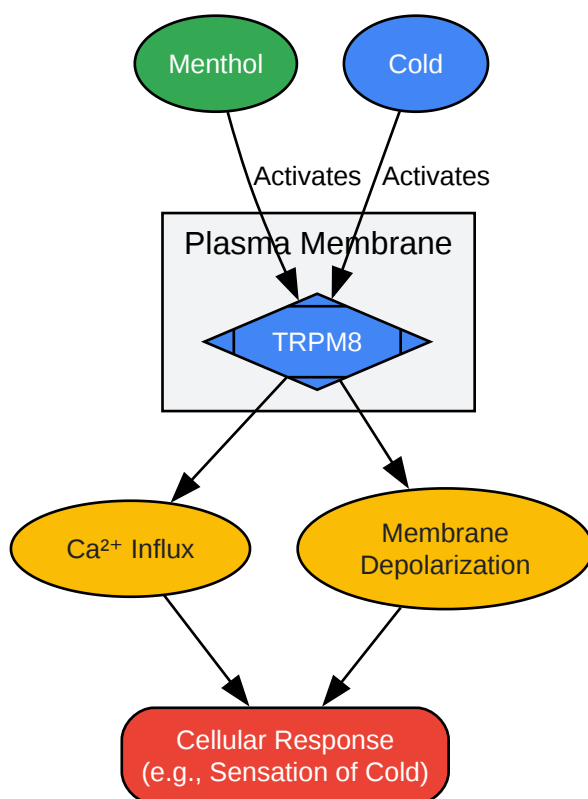 Menthol
Cold
Activates
Activates
Plasma Membrane
TRPM8
Ca²⁺ Influx
Membrane
Depolarization
Cellular Response
(e.g., Sensation of Cold)